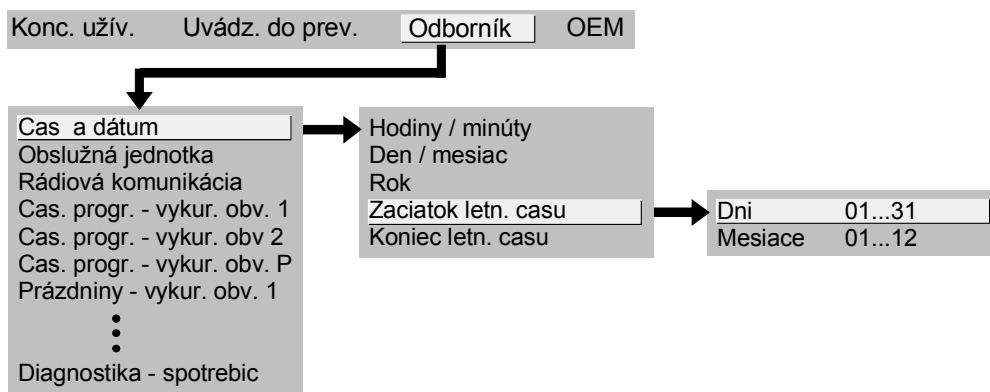 Konc. užív. Uvádz. do prev. Odborník OEM
Cas a dátum
Obslužná jednotka
Rádiová komunikácia
Cas. progr. - vykur. obv. 1
Cas. progr. - vykur. obv 2
Cas. progr. - vykur. obv. P
Prázdniny - vykur. obv. 1
Diagnostika - spotrebic
Hodiny / minúty
Den / mesiac
Rok
Zaciatok letn. casu
Koniec letn. casu
Dni 01...31
Mesiace 01...12